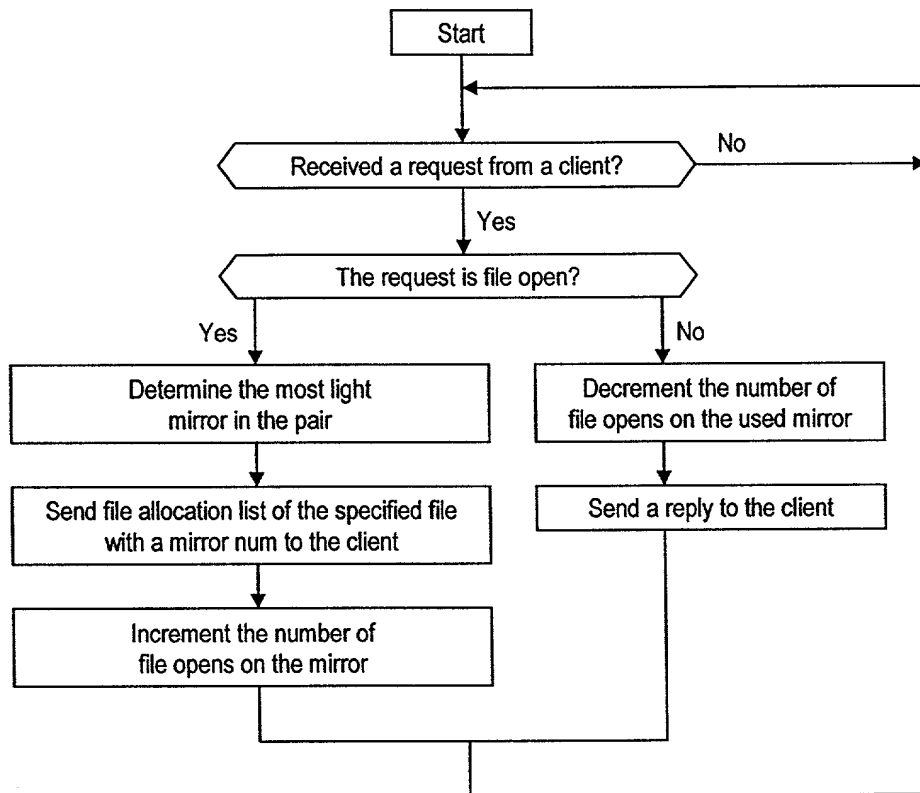 Start
Received a request from a client?
No
Yes
The request is file open?
Yes
No
Determine the most light
mirror in the pair
Decrement the number of
file opens on the used mirror
Send file allocation list of the specified file
with a mirror num to the client
Send a reply to the client
Increment the number of
file opens on the mirror